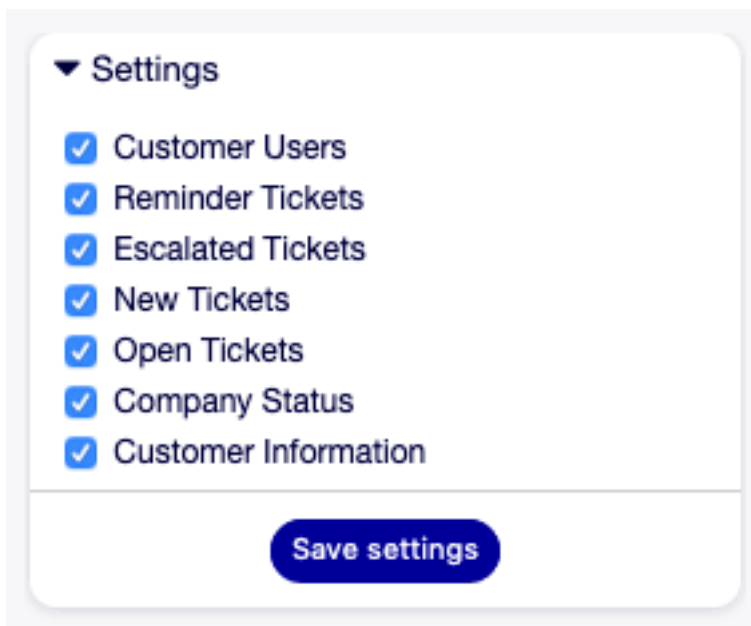 Settings
Customer Users
Reminder Tickets
Escalated Tickets
New Tickets
Open Tickets
Company Status
Customer Information
Save settings